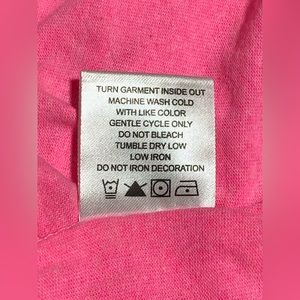 TURN GARMENT INSIDE OUT
MACHINE WASH COLD
WITH LIKE COLOR
GENTLE CYCLE ONLY
DO NOT BLEACH
TUMBLE DRY LOW
LOW IRON
DO NOT IRON DECORATION